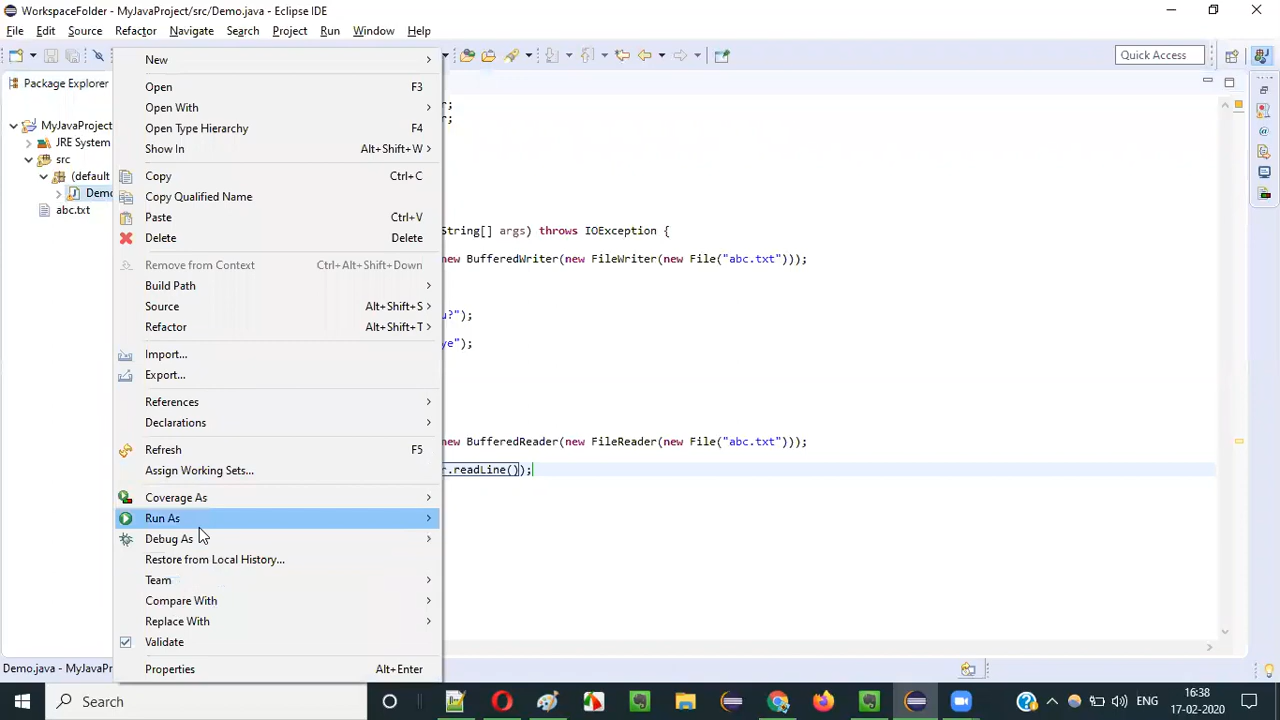 WorkspaceFolder - MyJavaProject/src/Demo.java - Eclipse IDE
File Edit Source Refactor Navigate Search Project Run Window Help
Quick Access
Package Explorer
MyJavaProject
JRE System
src
(default
Demo
abc.txt
New
Open F3
Open With
Open Type Hierarchy F4
Show In Alt+Shift+W
Copy Ctrl+C
Copy Qualified Name
Paste Ctrl+V
Delete Delete
Remove from Context Ctrl+Alt+Shift+Down
Build Path
Source Alt+Shift+S
Refactor Alt+Shift+T
Import...
Export...
References
Declarations
Refresh F5
Assign Working Sets...
Coverage As
Run As
Debug As
Restore from Local History...
Team
Compare With
Replace With
Validate
Properties Alt+Enter
r;
r;
String[] args) throws IOException {
new BufferedWriter(new FileWriter(new File("abc.txt")));
u?");
ye");
new BufferedReader(new FileReader(new File("abc.txt")));
r.readLine());
Demo.java - MyJavaP
Search
ENG
16:38
17-02-2020